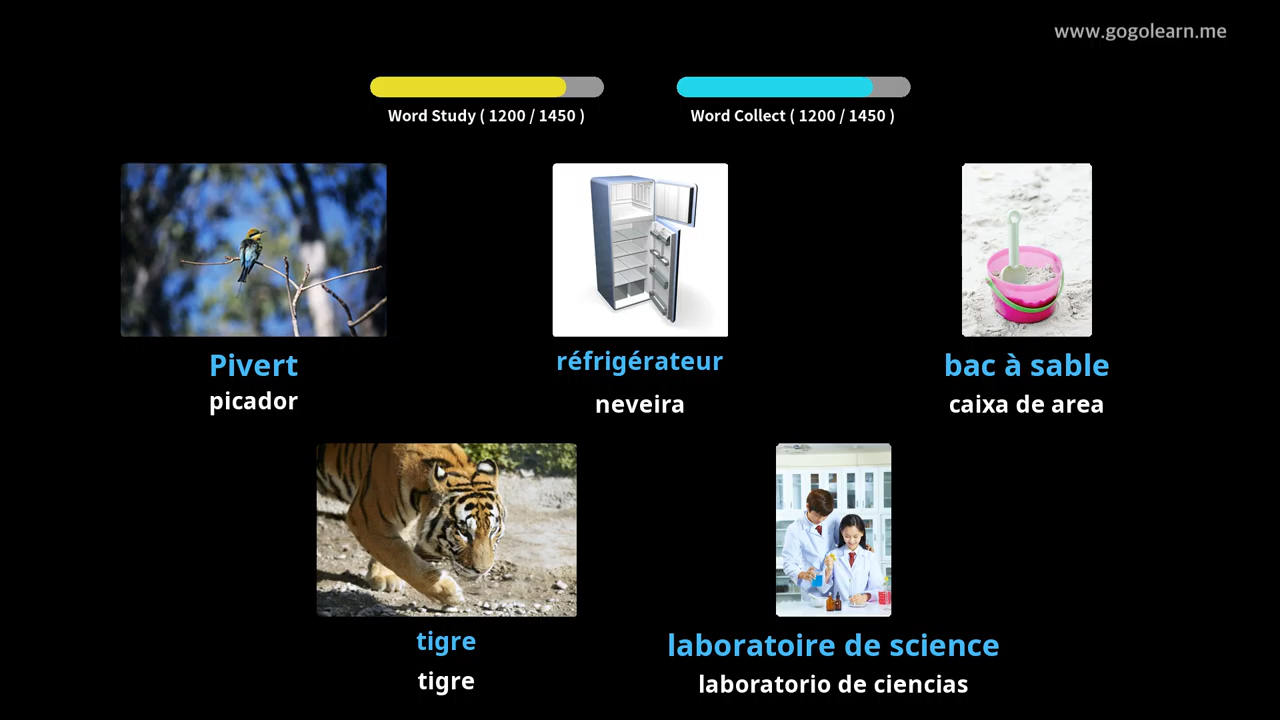 www.gogolearn.me
Word Study ( 1200 / 1450 )
Word Collect ( 1200 / 1450 )
Pivert
picador
réfrigérateur
neveira
bac à sable
caixa de area
tigre
tigre
laboratoire de science
laboratorio de ciencias